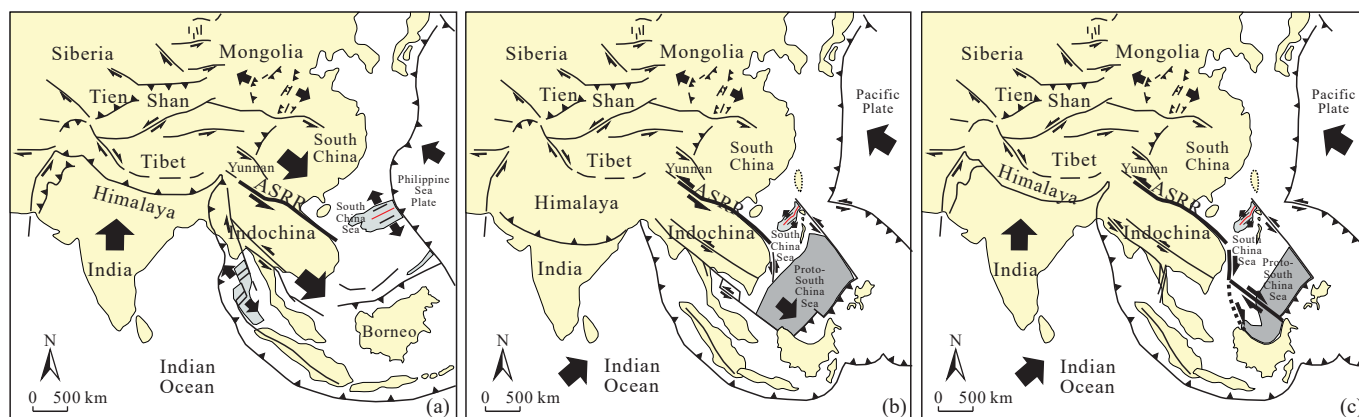 Siberia
Mongolia
Tien
Shan
South
China
Yunnan
Tibet
ASRR
Himalaya
Philippine
Sea
Plate
South
China
Sea
Indochina
India
Borneo
N
Indian
Ocean
0 500 km
(a)
Siberia
Mongolia
Pacific
Plate
Tien
Shan
South
China
Yunnan
Tibet
ASRR
Himalaya
Indochina
South
China
Sea
India
Proto-
South
China
Sea
N
Indian
Ocean
0 500 km
(b)
Siberia
Mongolia
Pacific
Plate
Tien
Shan
South
China
Yunnan
Tibet
ASRR
Himalaya
Indochina
South
China
Sea
India
Proto-
South China
Sea
N
Indian
Ocean
0 500 km
(c)